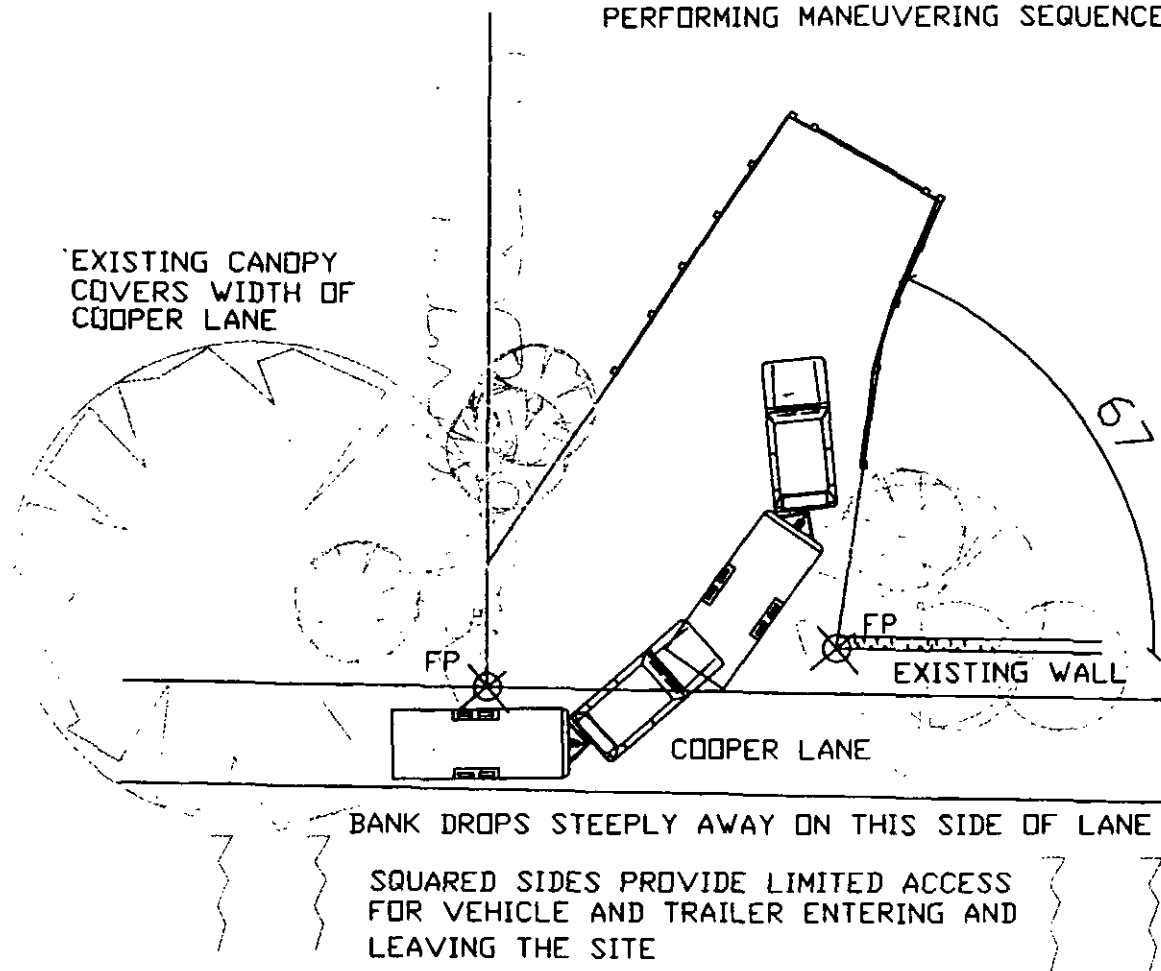 PERFORMING MANEUVERING SEQUENCE
EXISTING CANOPY
COVERS WIDTH OF
COOPER LANE
67
FP
FP
EXISTING WALL
COOPER LANE
BANK DROPS STEEPLY AWAY ON THIS SIDE OF LANE
SQUARED SIDES PROVIDE LIMITED ACCESS
FOR VEHICLE AND TRAILER ENTERING AND
LEAVING THE SITE